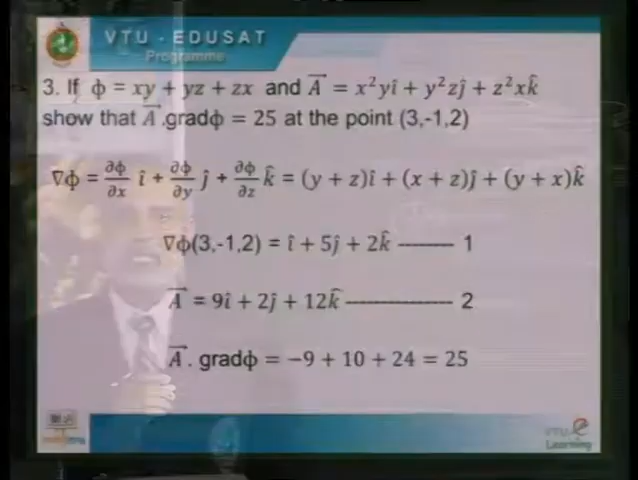 VTU - EDUSAT
Programme
3. If ϕ = xy + yz + zx and A⃗ = x²yî + y²zĵ + z²xk̂
show that A⃗ .gradϕ = 25 at the point (3,-1,2)
∇ϕ = ∂ϕ/∂x î + ∂ϕ/∂y ĵ + ∂ϕ/∂z k̂ = (y + z)î + (x + z)ĵ + (y + x)k̂
∇ϕ(3,-1,2) = î + 5ĵ + 2k̂ ——— 1
A⃗ = 9î + 2ĵ + 12k̂ ————— 2
A⃗ . gradϕ = −9 + 10 + 24 = 25
VTU e
Learning